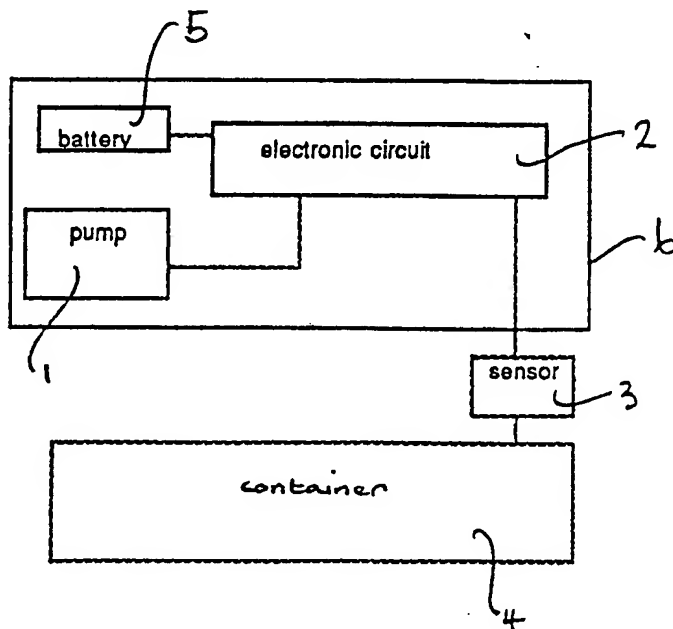 5
battery
electronic circuit
2
pump
6
1
sensor
3
container
4